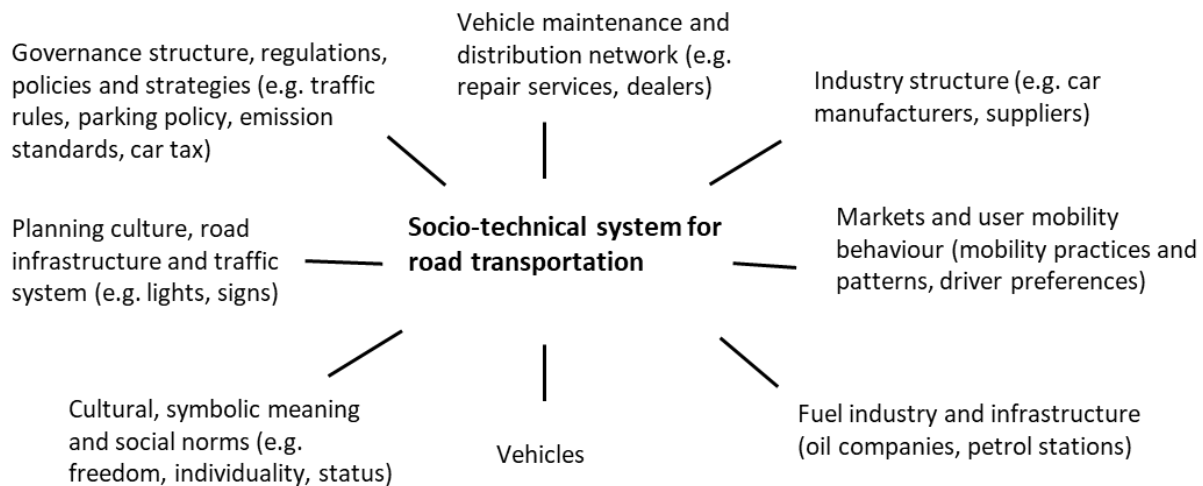 Vehicle maintenance and
distribution network (e.g.
repair services, dealers)
Governance structure, regulations,
policies and strategies (e.g. traffic
rules, parking policy, emission
standards, car tax)
Industry structure (e.g. car
manufacturers, suppliers)
Planning culture, road
infrastructure and traffic
system (e.g. lights, signs)
Socio-technical system for
road transportation
Markets and user mobility
behaviour (mobility practices and
patterns, driver preferences)
Cultural, symbolic meaning
and social norms (e.g.
freedom, individuality, status)
Vehicles
Fuel industry and infrastructure
(oil companies, petrol stations)